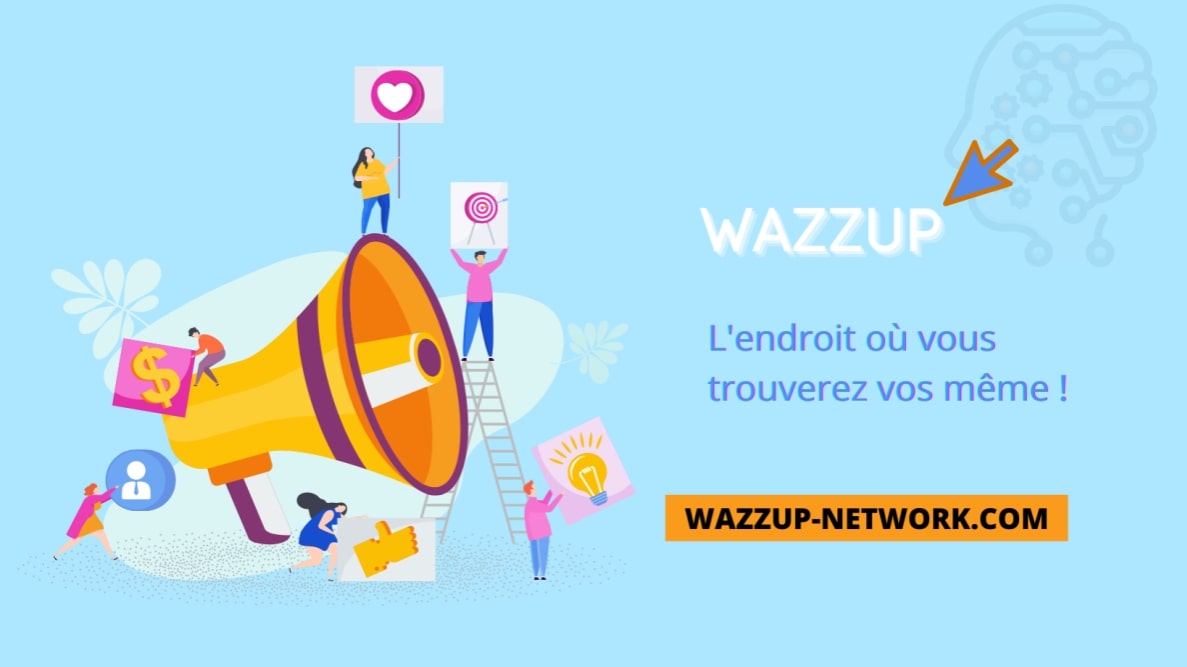 WAZZUP
L'endroit où vous
trouverez vos même !
WAZZUP-NETWORK.COM
$